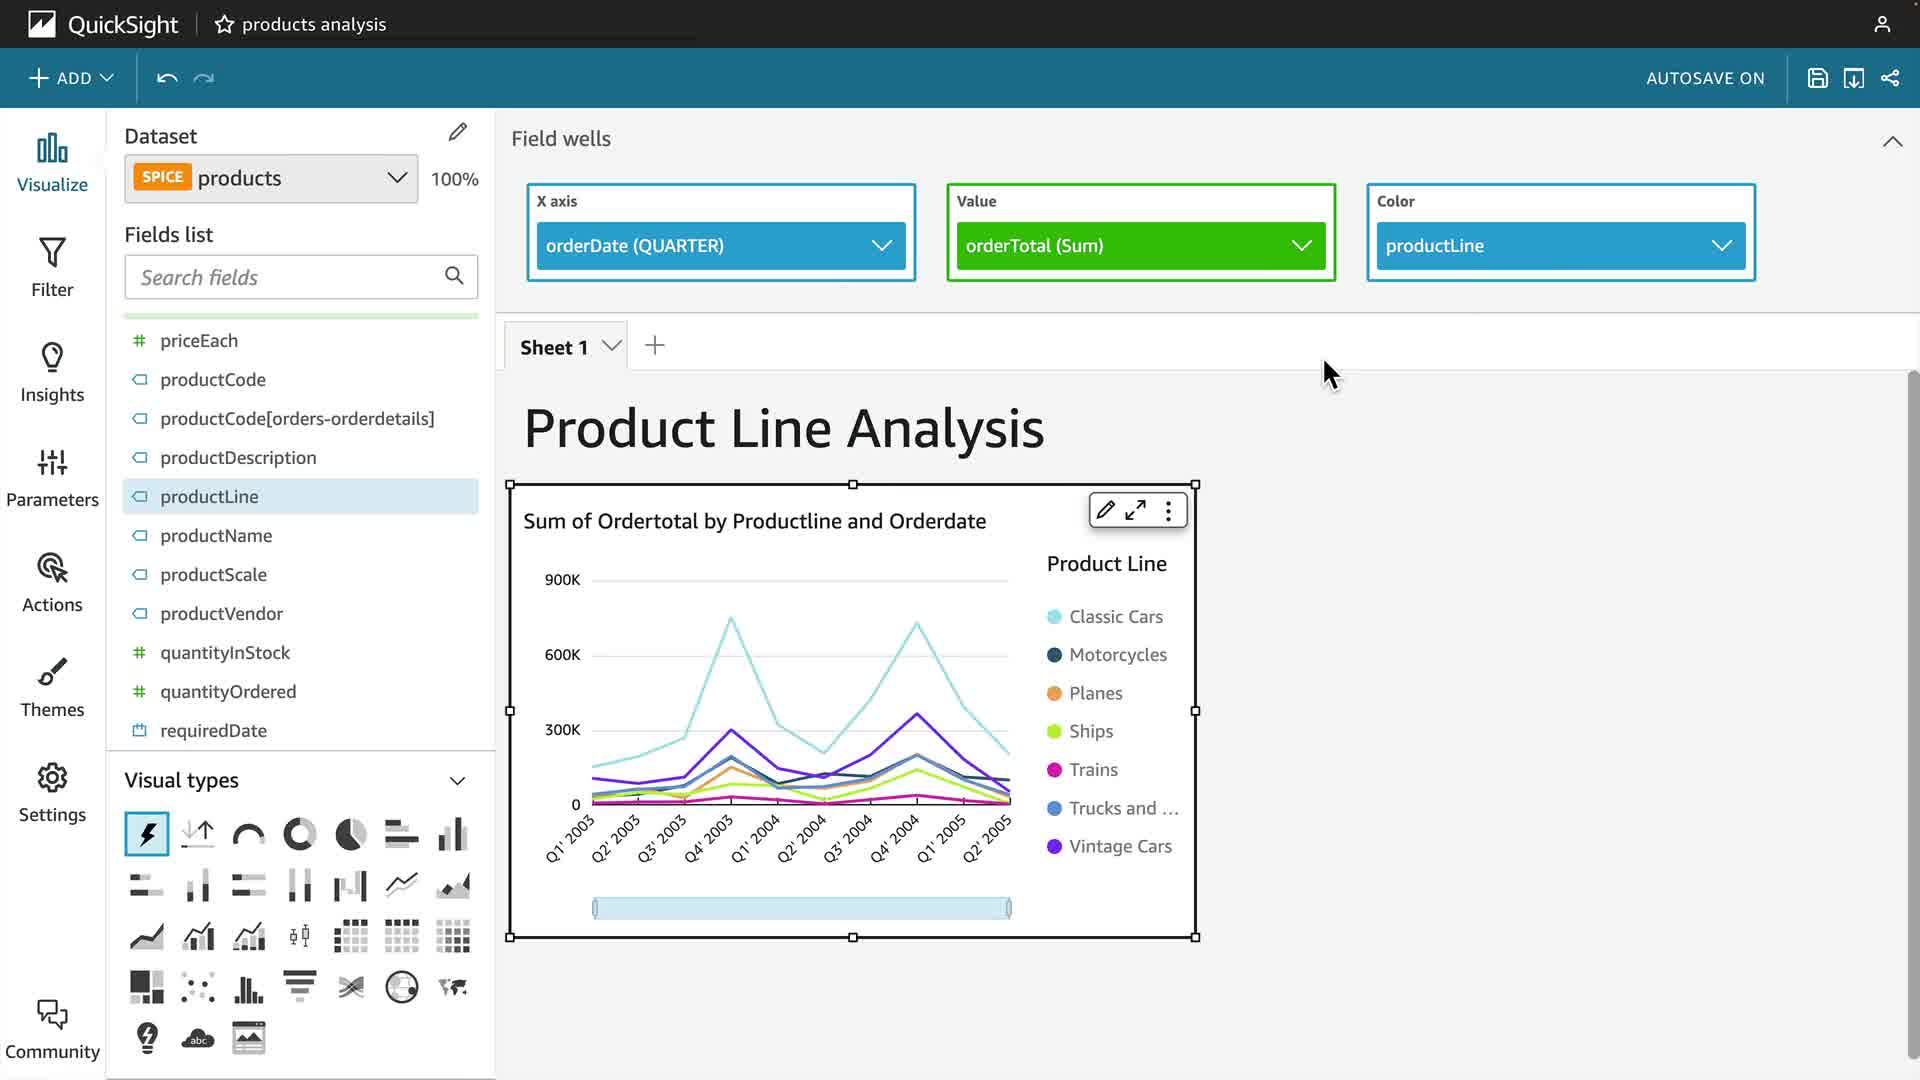 QuickSight
products analysis
ADD
AUTOSAVE ON
Visualize
Filter
Insights
Parameters
Actions
Themes
Settings
Community
Dataset
SPICE products
100%
Fields list
Search fields
priceEach
productCode
productCode[orders-orderdetails]
productDescription
productLine
productName
productScale
productVendor
quantityInStock
quantityOrdered
requiredDate
Visual types
abc
Field wells
X axis
orderDate (QUARTER)
Value
orderTotal (Sum)
Color
productLine
Sheet 1
Product Line Analysis
Sum of Ordertotal by Productline and Orderdate
900K
600K
300K
0
Q1' 2003
Q2' 2003
Q3' 2003
Q4' 2003
Q1' 2004
Q2' 2004
Q3' 2004
Q4' 2004
Q1' 2005
Q2' 2005
Product Line
Classic Cars
Motorcycles
Planes
Ships
Trains
Trucks and ...
Vintage Cars